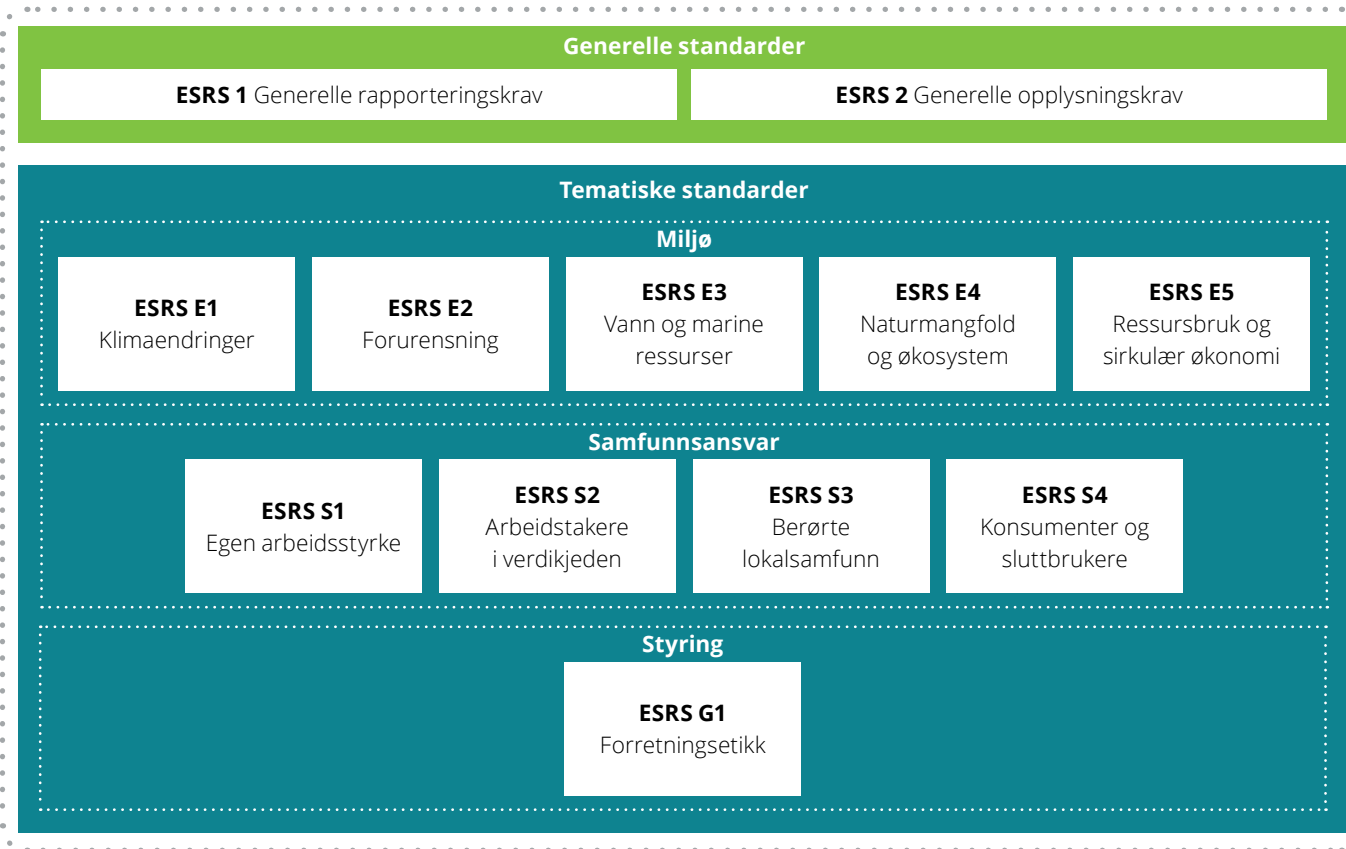 Generelle standarder
ESRS 1 Generelle rapporteringskrav
ESRS 2 Generelle opplysningskrav
Tematiske standarder
Miljø
ESRS E1
Klimaendringer
ESRS E2
Forurensning
ESRS E3
Vann og marine
ressurser
ESRS E4
Naturmangfold
og økosystem
ESRS E5
Ressursbruk og
sirkulær økonomi
Samfunnsansvar
ESRS S1
Egen arbeidsstyrke
ESRS S2
Arbeidstakere
i verdikjeden
ESRS S3
Berørte
lokalsamfunn
ESRS S4
Konsumenter og
sluttbrukere
Styring
ESRS G1
Forretningsetikk